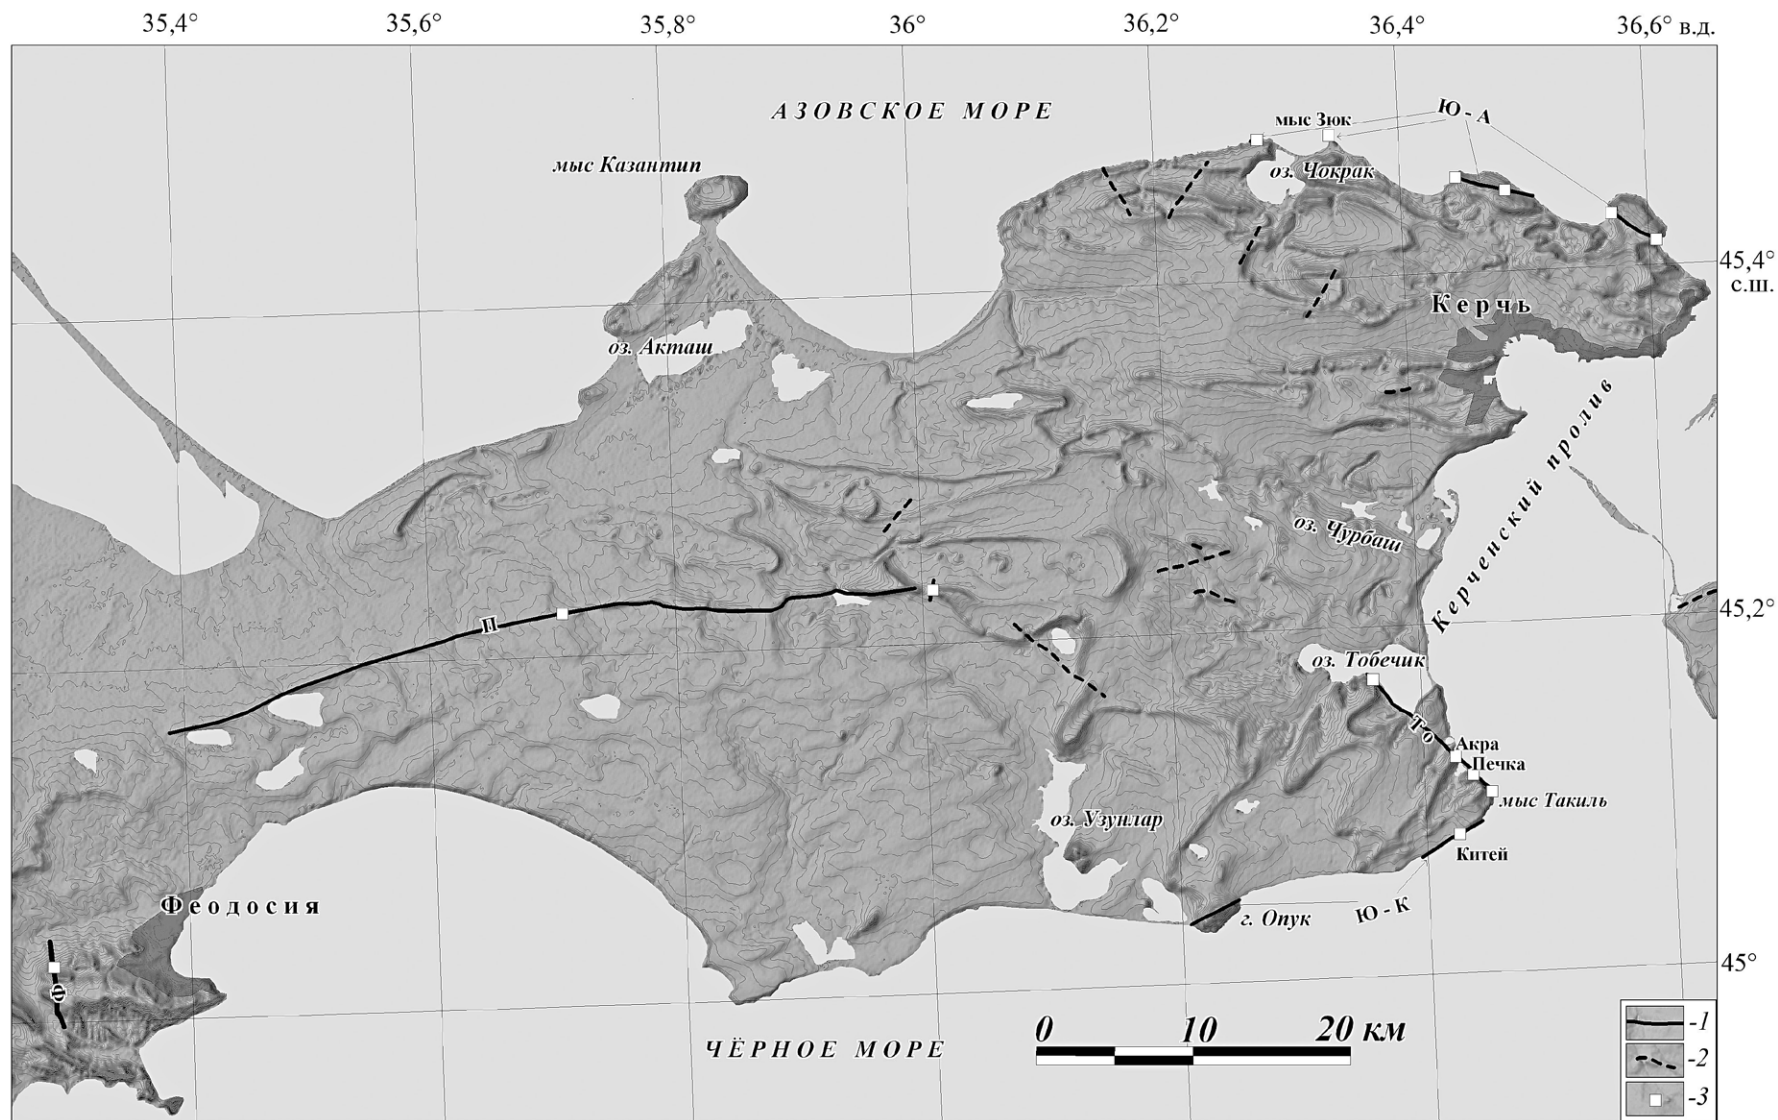 35,4° 35,6° 35,8° 36° 36,2° 36,4° 36,6° в.д.
АЗОВСКОЕ МОРЕ
мыс Зюк
Ю - А
мыс Казантип
оз. Чокрак
45,4°
с.ш.
Керчь
оз. Акташ
Керченский пролив
оз. Чурбаш
45,2°
П
оз. Тобечик
То
Акра
Печка
мыс Такиль
оз. Узунлар
Китей
Феодосия
Ю - К
г. Опук
45°
Ф
0 10 20 км
ЧЁРНОЕ МОРЕ
-1
-2
-3